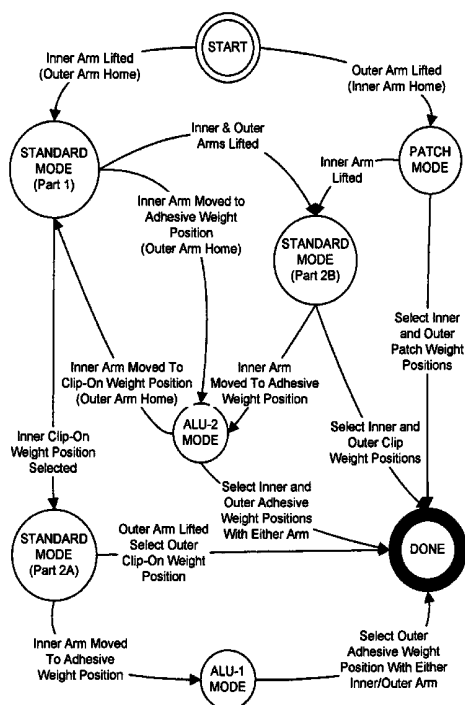 START
Inner Arm Lifted
(Outer Arm Home)
Outer Arm Lifted
(Inner Arm Home)
STANDARD
MODE
(Part 1)
Inner & Outer
Arms Lifted
PATCH
MODE
Inner Arm
Lifted
Inner Arm Moved to
Adhesive Weight
Position
(Outer Arm Home)
STANDARD
MODE
(Part 2B)
Select Inner
and Outer
Patch Weight
Positions
Inner Arm Moved To
Clip-On Weight Position
(Outer Arm Home)
Inner Arm
Moved To Adhesive
Weight Position
ALU-2
MODE
Inner Clip-On
Weight Position
Selected
Select Inner and
Outer Clip
Weight Positions
Select Inner and
Outer Adhesive
Weight Positions
With Either Arm
STANDARD
MODE
(Part 2A)
Outer Arm Lifted
Select Outer
Clip-On Weight
Position
DONE
Inner Arm Moved
To Adhesive
Weight Position
ALU-1
MODE
Select Outer
Adhesive Weight
Position With Either
Inner/Outer Arm